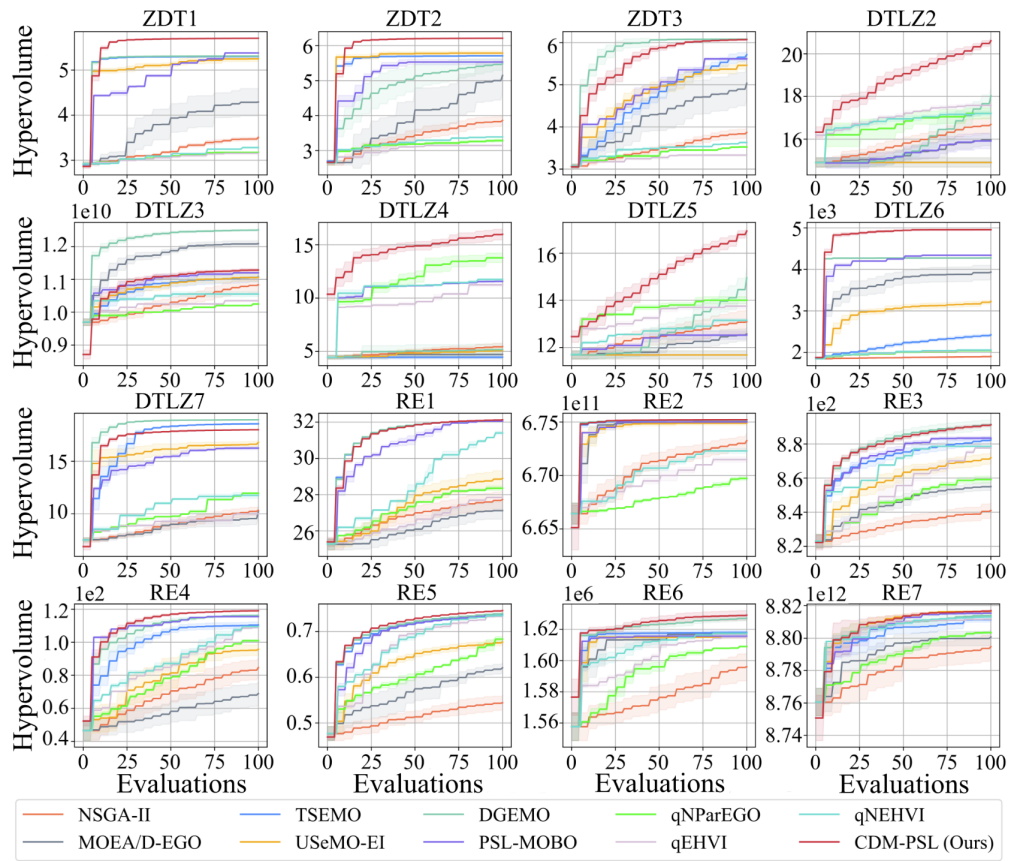 ZDT1 ZDT2 ZDT3 DTLZ2
Hypervolume
5
4
3
0 25 50 75 100
6
5
4
3
0 25 50 75 100
6
5
4
3
0 25 50 75 100
20
18
16
0 25 50 75 100
DTLZ3 DTLZ4 DTLZ5 DTLZ6
Hypervolume
1e10
1.2
1.1
1.0
0.9
0 25 50 75 100
15
10
5
0 25 50 75 100
16
14
12
0 25 50 75 100
1e3
5
4
3
2
0 25 50 75 100
DTLZ7 RE1 RE2 RE3
Hypervolume
15
10
0 25 50 75 100
32
30
28
26
0 25 50 75 100
1e11
6.75
6.70
6.65
0 25 50 75 100
1e2
8.8
8.6
8.4
8.2
0 25 50 75 100
RE4 RE5 RE6 RE7
Hypervolume
1e2
1.2
1.0
0.8
0.6
0.4
0 25 50 75 100
0.7
0.6
0.5
0 25 50 75 100
1e6
1.62
1.60
1.58
1.56
0 25 50 75 100
1e12
8.82
8.80
8.78
8.76
8.74
0 25 50 75 100
Evaluations Evaluations Evaluations Evaluations
NSGA-II TSEMO DGEMO qNParEGO qNEHVI
MOEA/D-EGO USeMO-EI PSL-MOBO qEHVI CDM-PSL (Ours)